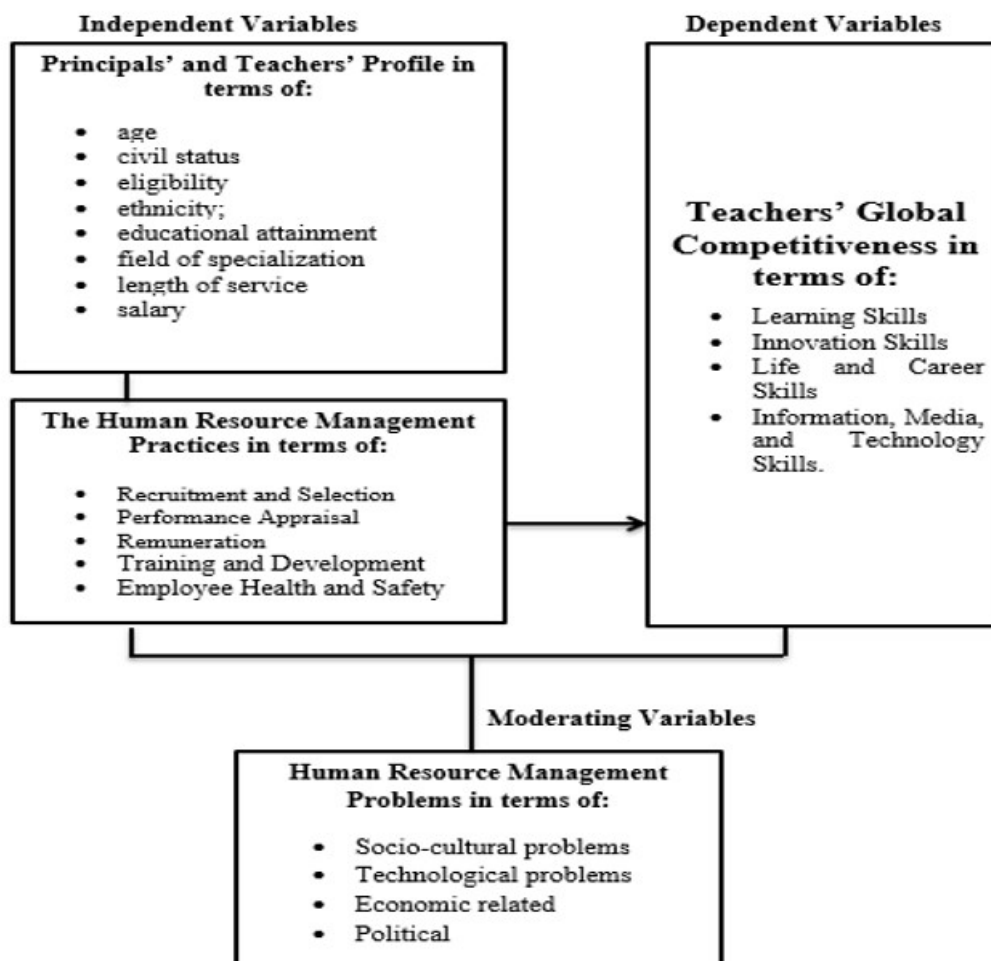 Independent Variables
Principals' and Teachers' Profile in
terms of:
• age
• civil status
• eligibility
• ethnicity;
• educational attainment
• field of specialization
• length of service
• salary
The Human Resource Management
Practices in terms of:
• Recruitment and Selection
• Performance Appraisal
• Remuneration
• Training and Development
• Employee Health and Safety
Dependent Variables
Teachers' Global
Competitiveness in
terms of:
• Learning Skills
• Innovation Skills
• Life and Career
Skills
• Information, Media,
and Technology
Skills.
Moderating Variables
Human Resource Management
Problems in terms of:
• Socio-cultural problems
• Technological problems
• Economic related
• Political